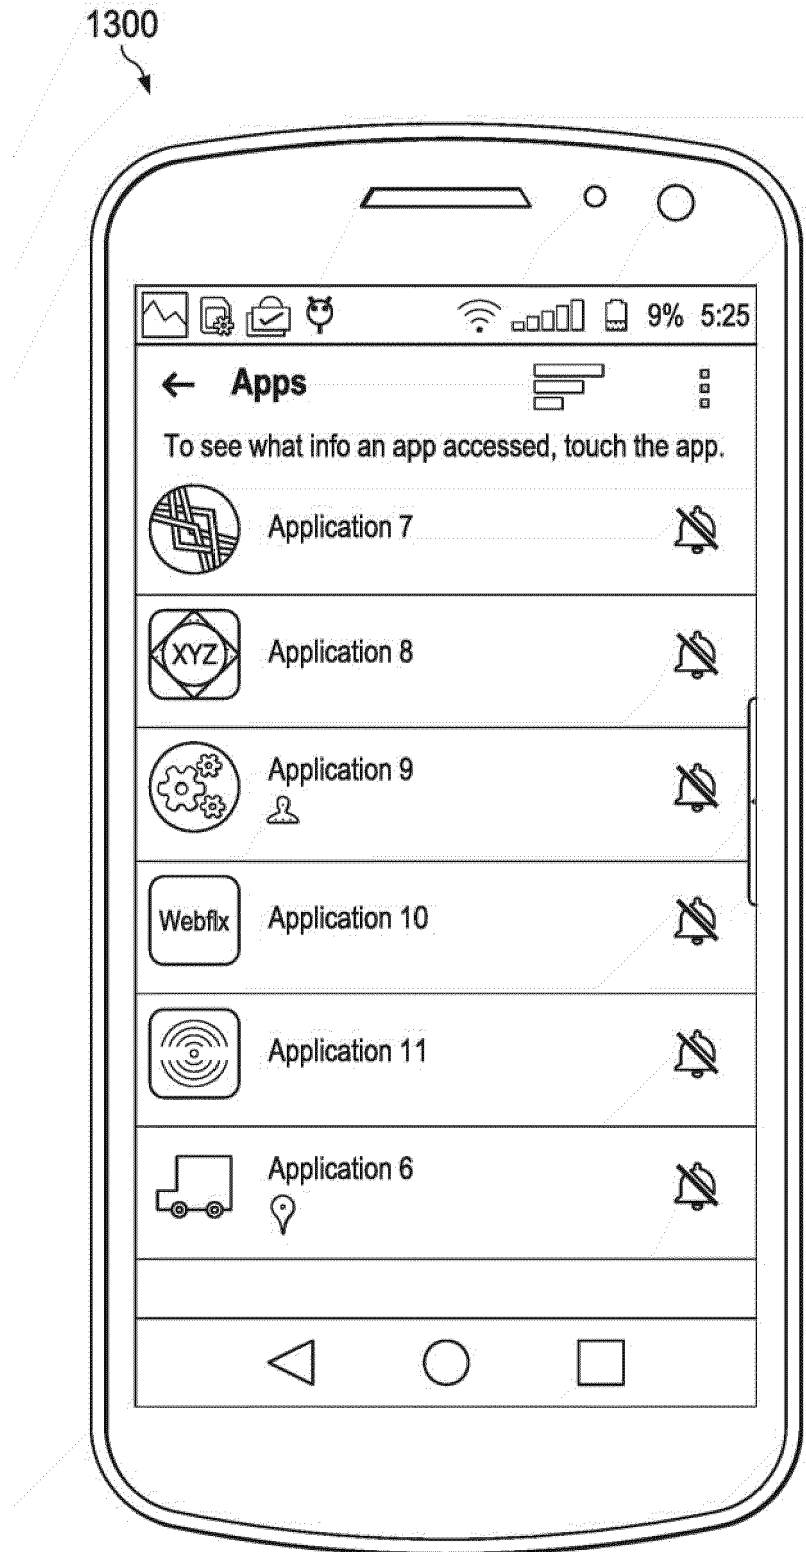 1300
9% 5:25
Apps
To see what info an app accessed, touch the app.
Application 7
XYZ
Application 8
Application 9
Webflx
Application 10
Application 11
Application 6